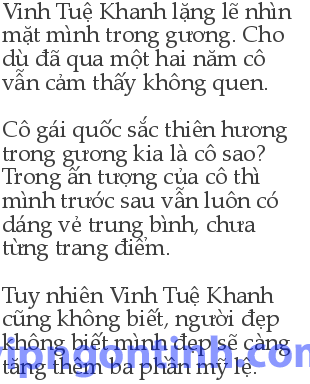 Vinh Tuệ Khanh lặng lẽ nhìn
mặt mình trong gương. Cho
dù đã qua một hai năm cô
vẫn cảm thấy không quen.
Cô gái quốc sắc thiên hương
trong gương kia là cô sao?
Trong ấn tượng của cô thì
mình trước sau vẫn luôn có
dáng vẻ trung bình, chưa
từng trang điểm.
Tuy nhiên Vinh Tuệ Khanh
cũng không biết, người đẹp
không biết mình đẹp sẽ càng
tăng thêm ba phần mỹ lệ.
vipngontinh.com